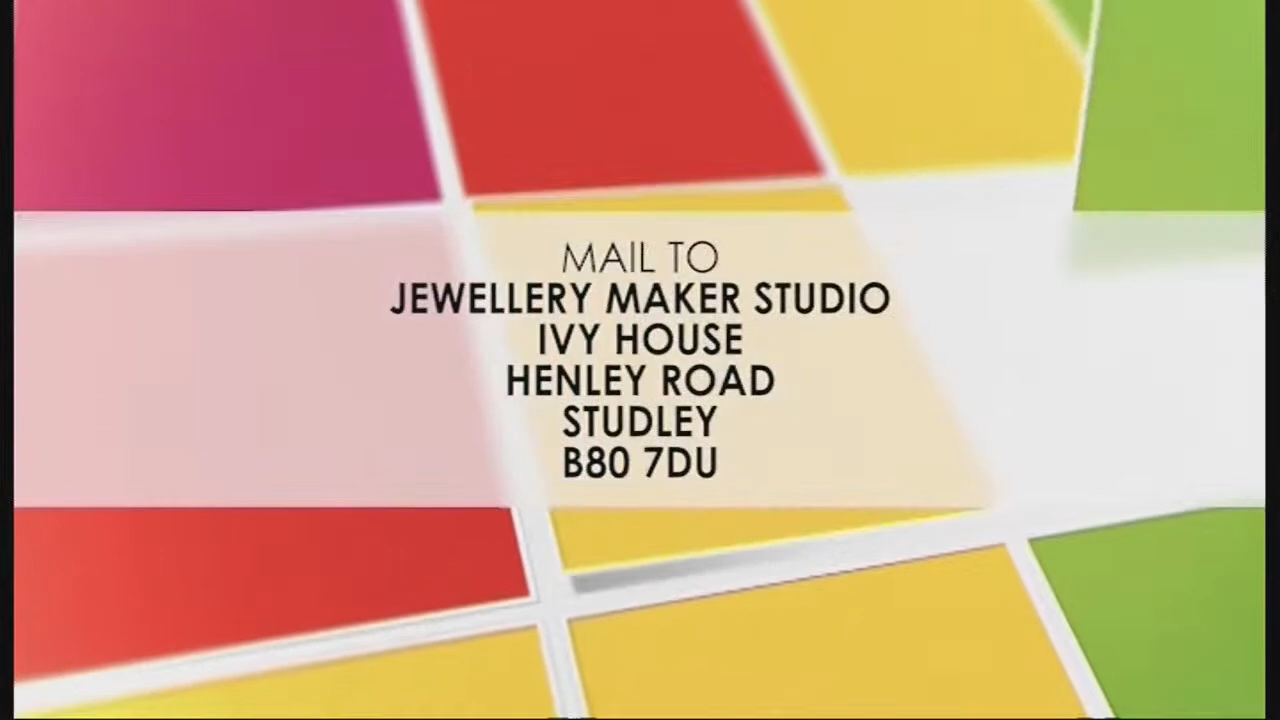 MAIL TO
JEWELLERY MAKER STUDIO
IVY HOUSE
HENLEY ROAD
STUDLEY
B80 7DU